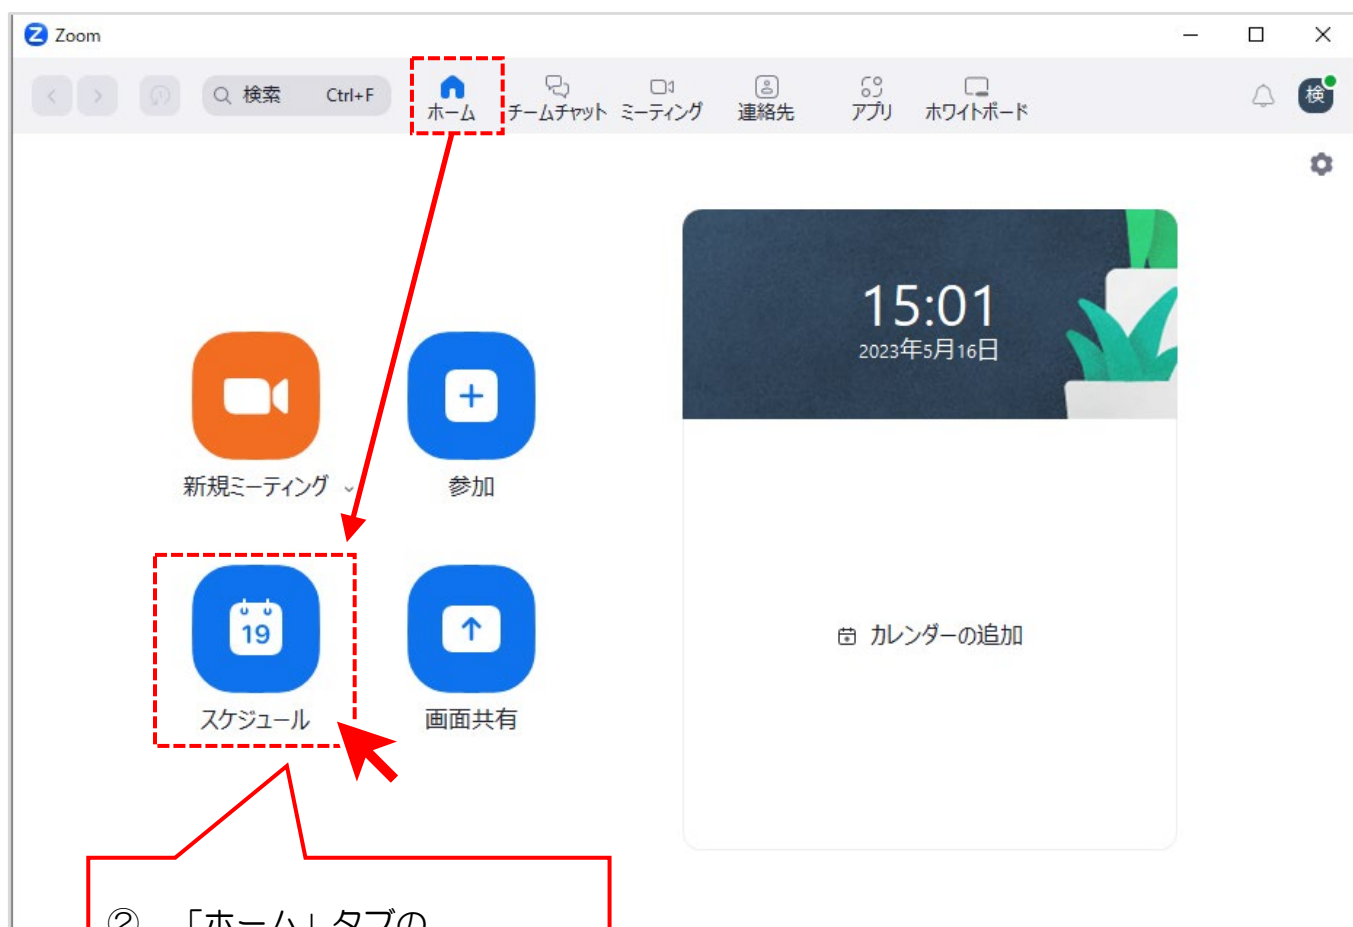 Zoom
検索 Ctrl+F
ホーム
チームチャット
ミーティング
連絡先
アプリ
ホワイトボード
検
15:01
2023年5月16日
新規ミーティング
参加
19
スケジュール
画面共有
カレンダーの追加
② 「ホーム」タブの